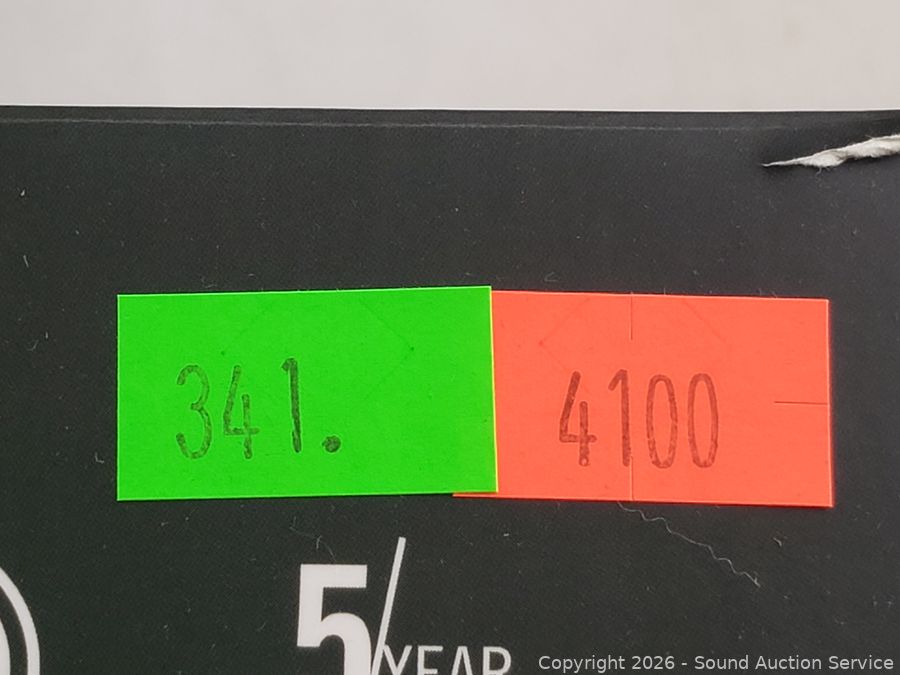 341.
4100
5/YEAR
Copyright 2026 - Sound Auction Service